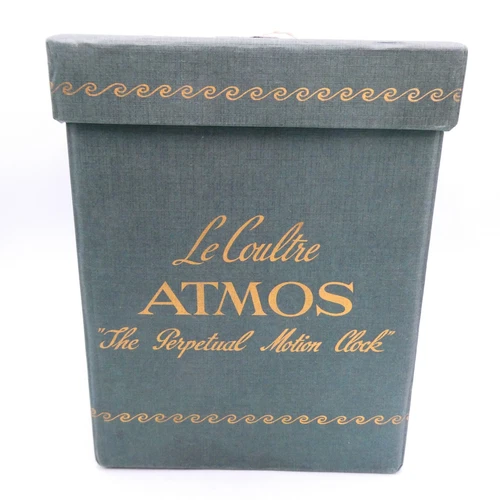 Le Coultre
ATMOS
"The Perpetual Motion Clock"